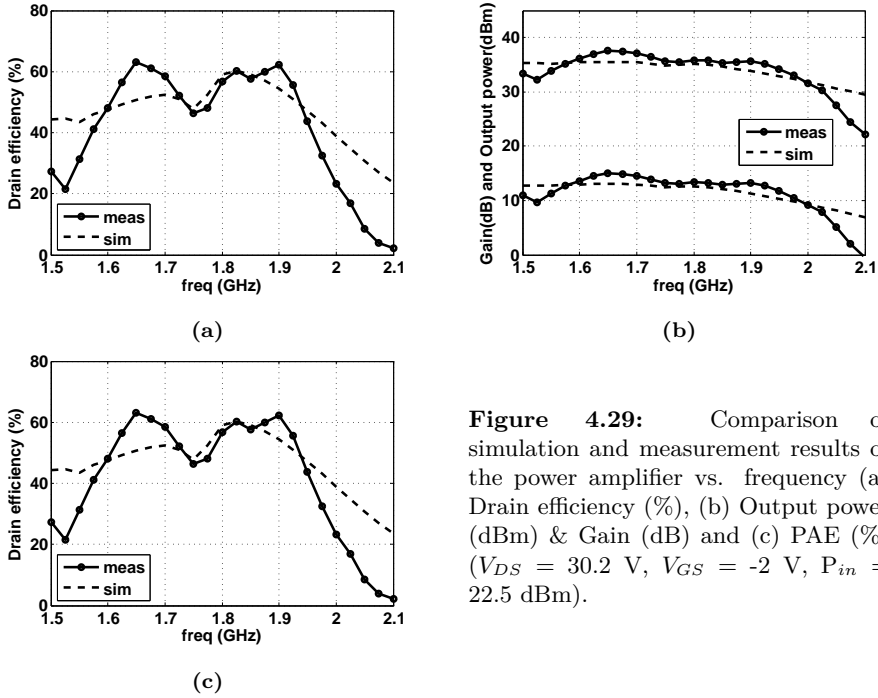 80
60
40
20
0
Drain efficiency (%)
meas
sim
1.5 1.6 1.7 1.8 1.9 2 2.1
freq (GHz)
(a)
40
30
20
10
0
Gain(dB) and Output power(dBm)
meas
sim
1.5 1.6 1.7 1.8 1.9 2 2.1
freq (GHz)
(b)
80
60
40
20
0
Drain efficiency (%)
meas
sim
1.5 1.6 1.7 1.8 1.9 2 2.1
freq (GHz)
(c)
Figure 4.29: Comparison o
simulation and measurement results o
the power amplifier vs. frequency (a
Drain efficiency (%), (b) Output powe
(dBm) & Gain (dB) and (c) PAE (%
(V_DS = 30.2 V, V_GS = -2 V, P_in =
22.5 dBm).